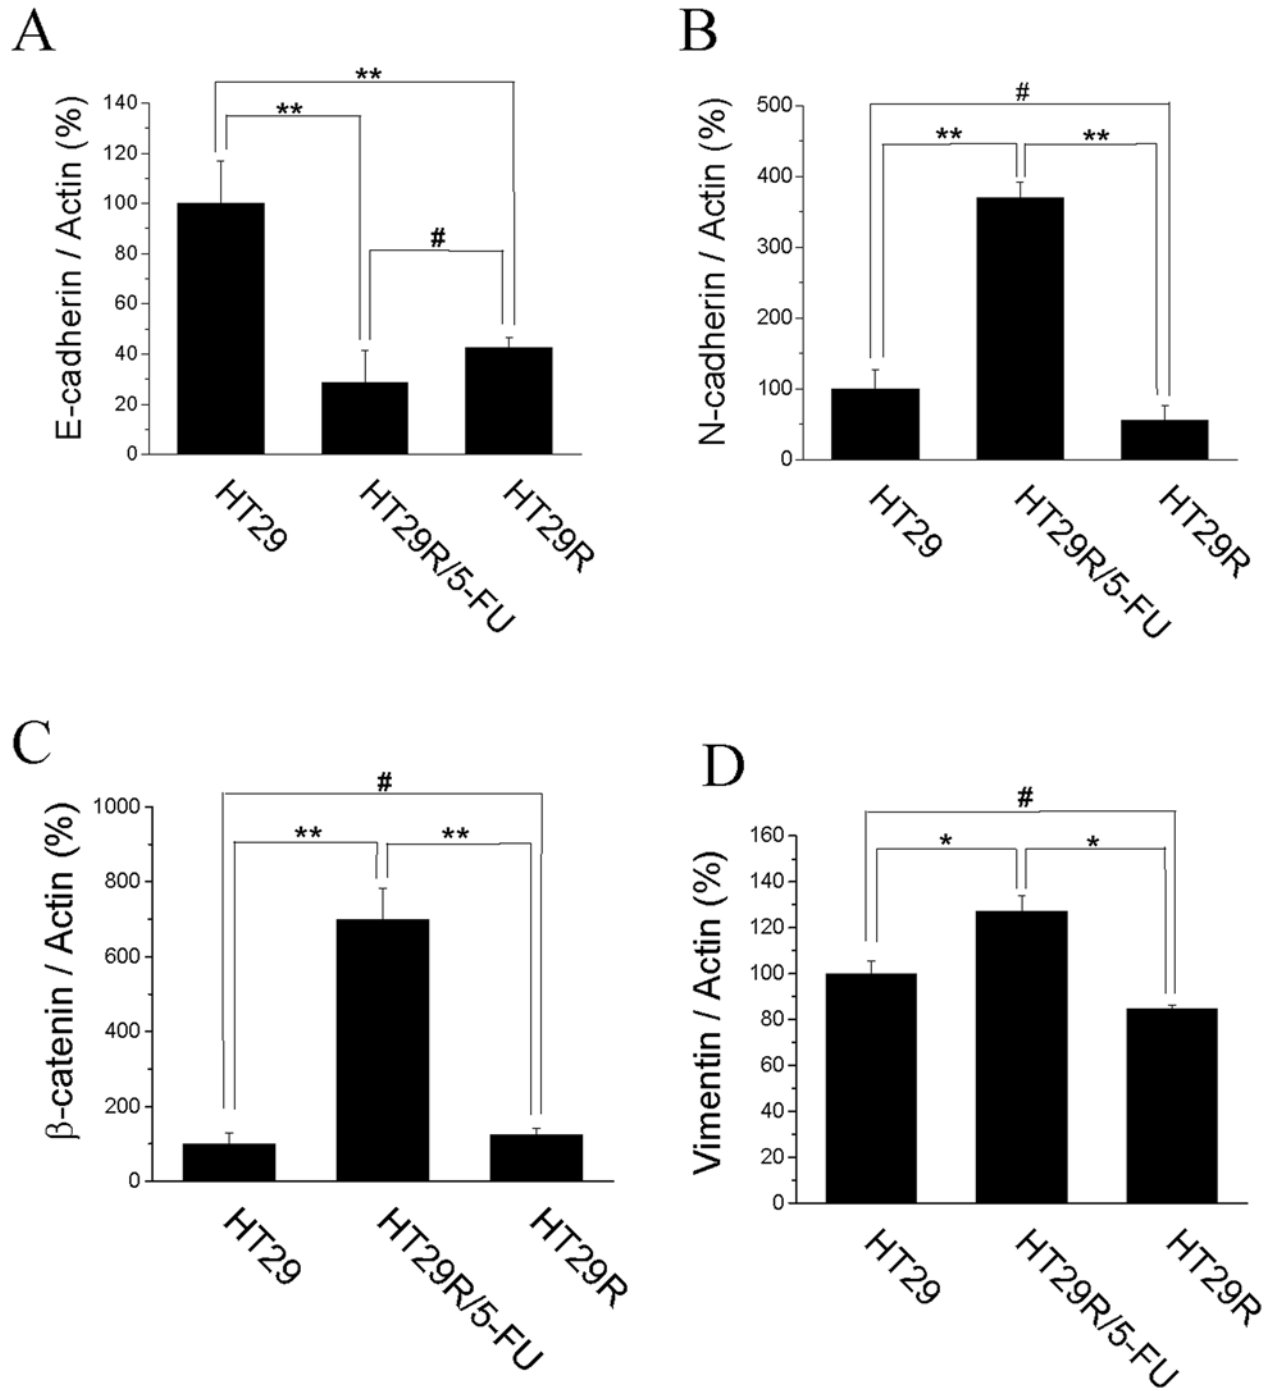 A
E-cadherin / Actin (%)
140
120
100
80
60
40
20
0
**
**
#
HT29
HT29R/5-FU
HT29R
B
N-cadherin / Actin (%)
500
400
300
200
100
0
#
**
**
HT29
HT29R/5-FU
HT29R
C
β-catenin / Actin (%)
1000
800
600
400
200
0
#
**
**
HT29
HT29R/5-FU
HT29R
D
Vimentin / Actin (%)
160
140
120
100
80
60
40
20
0
#
*
*
HT29
HT29R/5-FU
HT29R